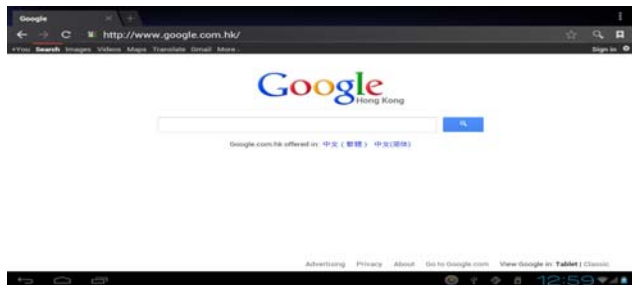 Google
http://www.google.com.hk/
+You Search Images Videos Maps Translate Gmail More
Sign in
Google
Hong Kong
Google.com.hk offered in: 中文 (繁體) 中文(简体)
Advertising Privacy About Go to Google.com View Google in: Tablet | Classic
12:59